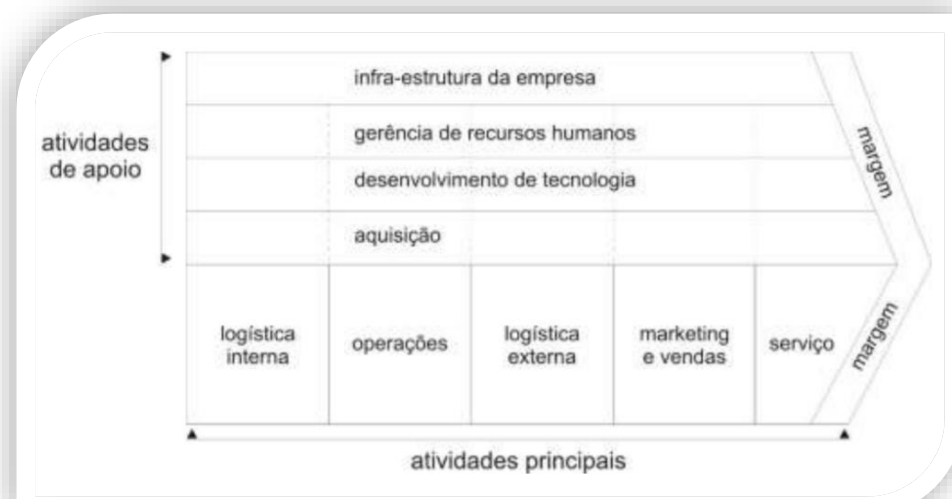 infra-estrutura da empresa
atividades
de apoio
gerência de recursos humanos
desenvolvimento de tecnologia
aquisição
margem
logística
interna
operações
logística
externa
marketing
e vendas
serviço
margem
atividades principais